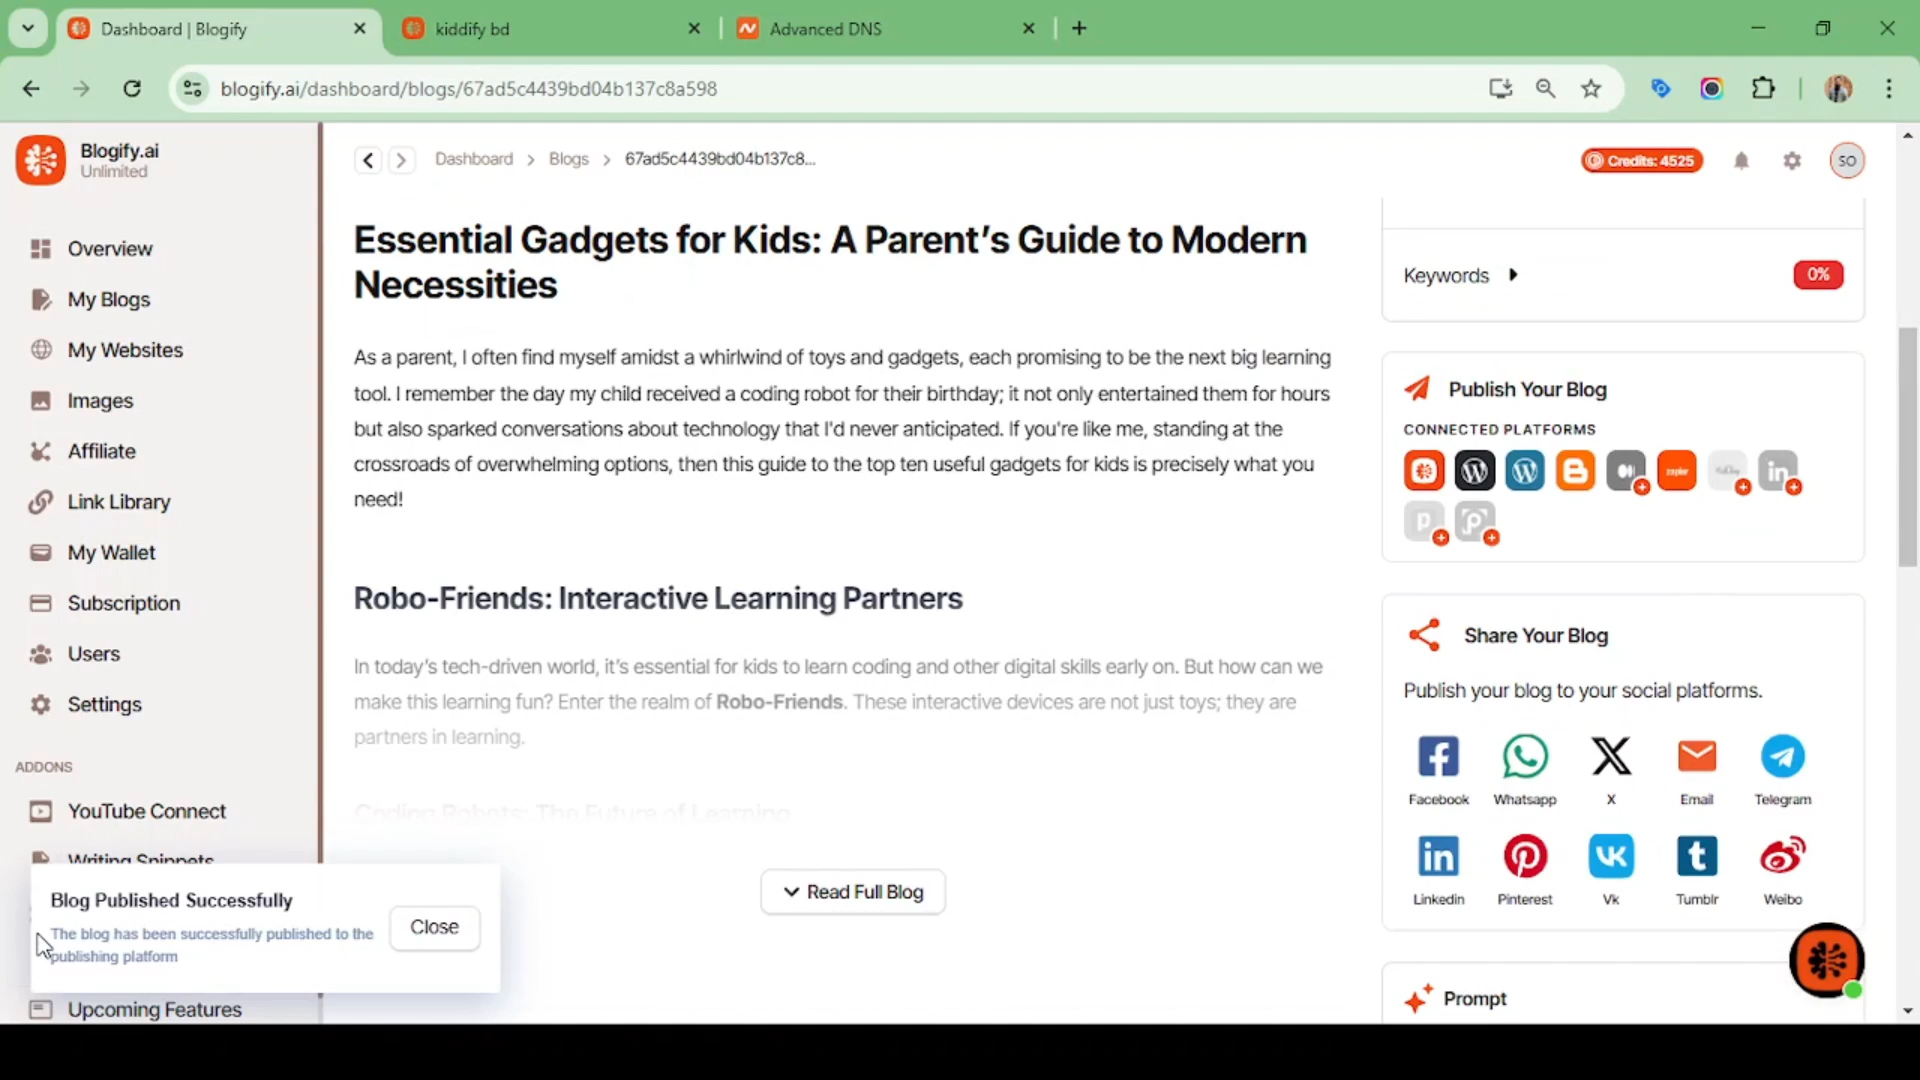 Dashboard | Blogify
kiddify bd
Advanced DNS
blogify.ai/dashboard/blogs/67ad5c4439bd04b137c8a598
Blogify.ai
Unlimited
Dashboard > Blogs > 67ad5c4439bd04b137c8...
Credits: 4525
SO
Overview
My Blogs
My Websites
Images
Affiliate
Link Library
My Wallet
Subscription
Users
Settings
ADDONS
YouTube Connect
Writing Snippets
Upcoming Features
Blog Published Successfully
The blog has been successfully published to the
publishing platform
Close
Essential Gadgets for Kids: A Parent’s Guide to Modern
Necessities
As a parent, I often find myself amidst a whirlwind of toys and gadgets, each promising to be the next big learning
tool. I remember the day my child received a coding robot for their birthday; it not only entertained them for hours
but also sparked conversations about technology that I'd never anticipated. If you're like me, standing at the
crossroads of overwhelming options, then this guide to the top ten useful gadgets for kids is precisely what you
need!
Robo-Friends: Interactive Learning Partners
In today’s tech-driven world, it’s essential for kids to learn coding and other digital skills early on. But how can we
make this learning fun? Enter the realm of Robo-Friends. These interactive devices are not just toys; they are
partners in learning.
Coding Robots: The Future of Learning
Read Full Blog
Keywords
0%
Publish Your Blog
CONNECTED PLATFORMS
zapier
Share Your Blog
Publish your blog to your social platforms.
Facebook
Whatsapp
X
Email
Telegram
Linkedin
Pinterest
Vk
Tumblr
Weibo
Prompt